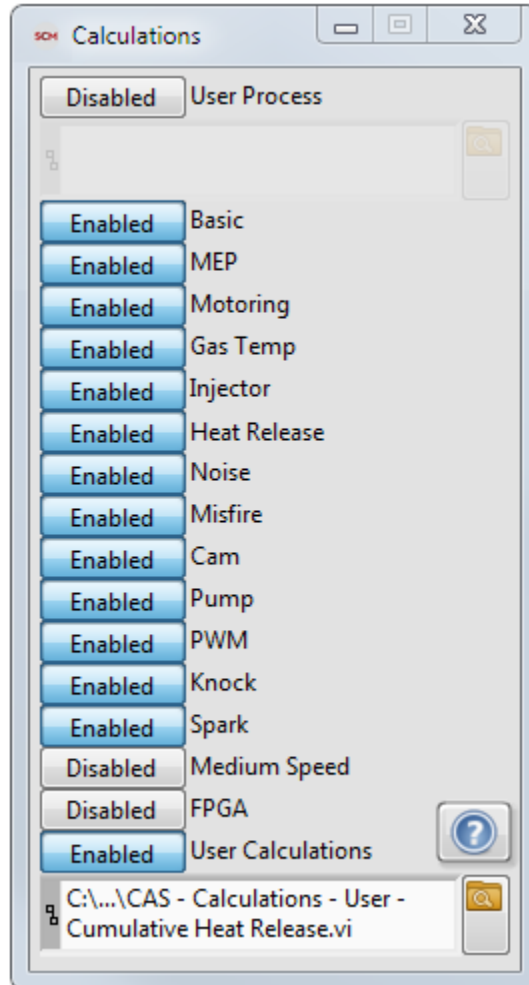 SCM Calculations
Disabled User Process
Enabled Basic
Enabled MEP
Enabled Motoring
Enabled Gas Temp
Enabled Injector
Enabled Heat Release
Enabled Noise
Enabled Misfire
Enabled Cam
Enabled Pump
Enabled PWM
Enabled Knock
Enabled Spark
Disabled Medium Speed
Disabled FPGA
Enabled User Calculations
?
C:\...\CAS - Calculations - User -
Cumulative Heat Release.vi